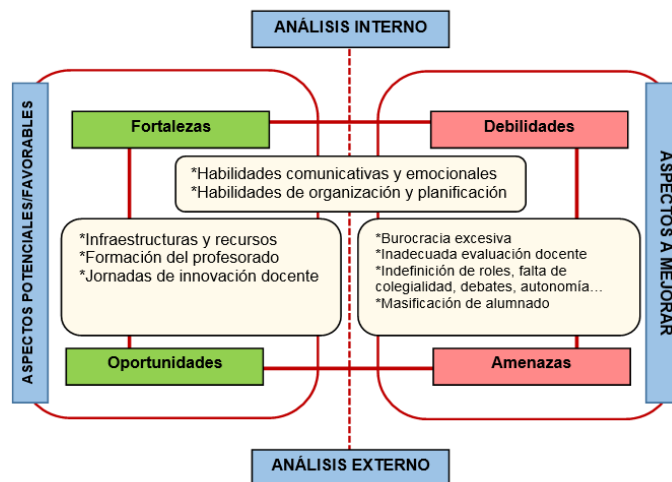 ANÁLISIS INTERNO
ASPECTOS POTENCIALES/FAVORABLES
ASPECTOS A MEJORAR
Fortalezas
Debilidades
*Habilidades comunicativas y emocionales
*Habilidades de organización y planificación
*Infraestructuras y recursos
*Formación del profesorado
*Jornadas de innovación docente
*Burocracia excesiva
*Inadecuada evaluación docente
*Indefinición de roles, falta de
colegialidad, debates, autonomía…
*Masificación de alumnado
Oportunidades
Amenazas
ANÁLISIS EXTERNO